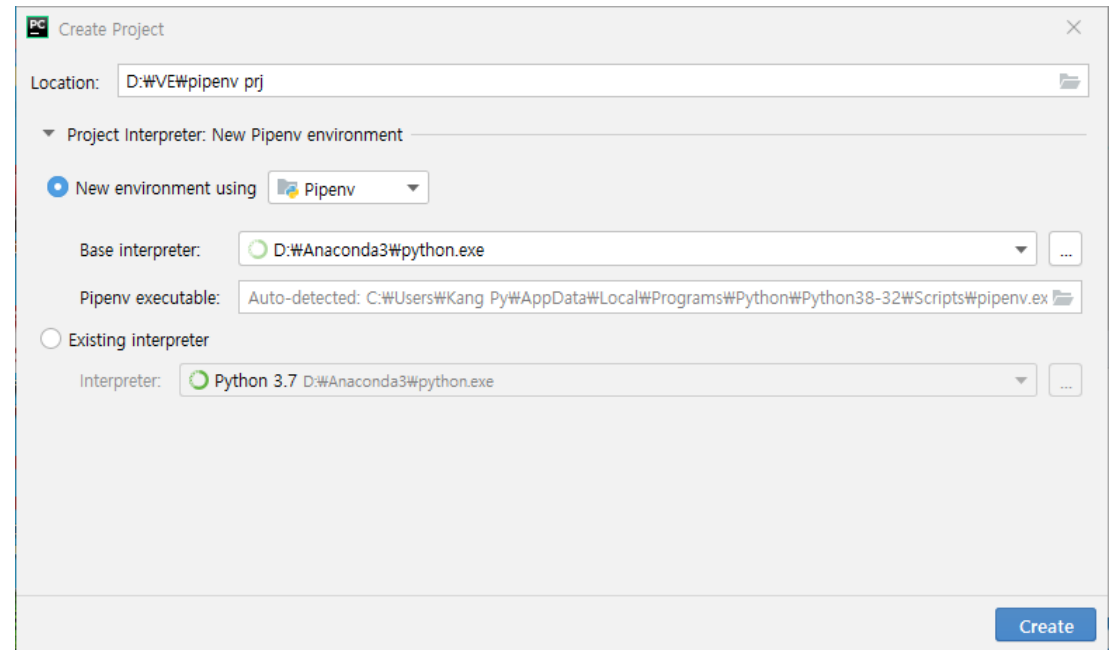 PC Create Project
Location: D:₩VE₩pipenv prj
Project Interpreter: New Pipenv environment
New environment using Pipenv
Base interpreter: D:₩Anaconda3₩python.exe ...
Pipenv executable: Auto-detected: C:₩Users₩Kang Py₩AppData₩Local₩Programs₩Python₩Python38-32₩Scripts₩pipenv.ex
Existing interpreter
Interpreter: Python 3.7 D:₩Anaconda3₩python.exe ...
Create